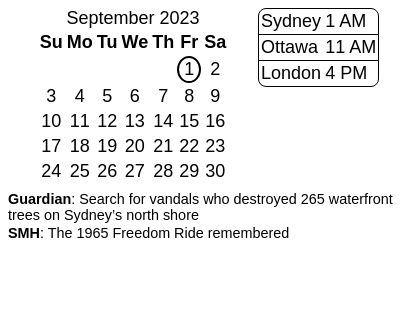 September 2023
Su Mo Tu We Th Fr Sa
1 2
3 4 5 6 7 8 9
10 11 12 13 14 15 16
17 18 19 20 21 22 23
24 25 26 27 28 29 30
Sydney 1 AM
Ottawa 11 AM
London 4 PM
Guardian: Search for vandals who destroyed 265 waterfront
trees on Sydney’s north shore
SMH: The 1965 Freedom Ride remembered